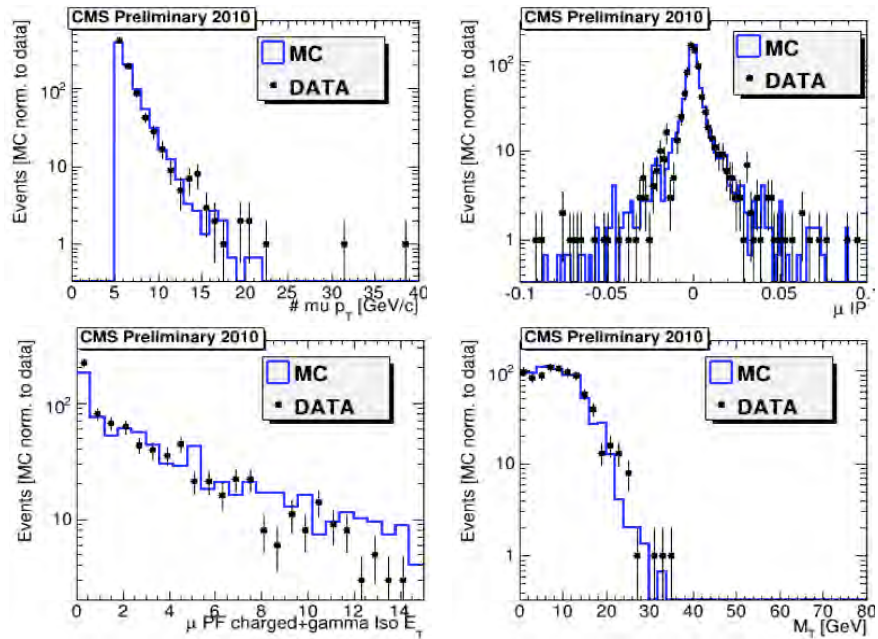 CMS Preliminary 2010
MC
DATA
Events [MC norm. to data]
10²
10
1
0 5 10 15 20 25 30 35 40
# mu p_T [GeV/c]
CMS Preliminary 2010
MC
DATA
Events [MC norm. to data]
10²
10
1
-0.1 -0.05 0 0.05 0.1
μ IP
CMS Preliminary 2010
MC
DATA
Events [MC norm. to data]
10²
10
0 2 4 6 8 10 12 14
μ PF charged+gamma Iso E_T
CMS Preliminary 2010
MC
DATA
Events [MC norm. to data]
10²
10
1
0 10 20 30 40 50 60 70 80
M_T [GeV]